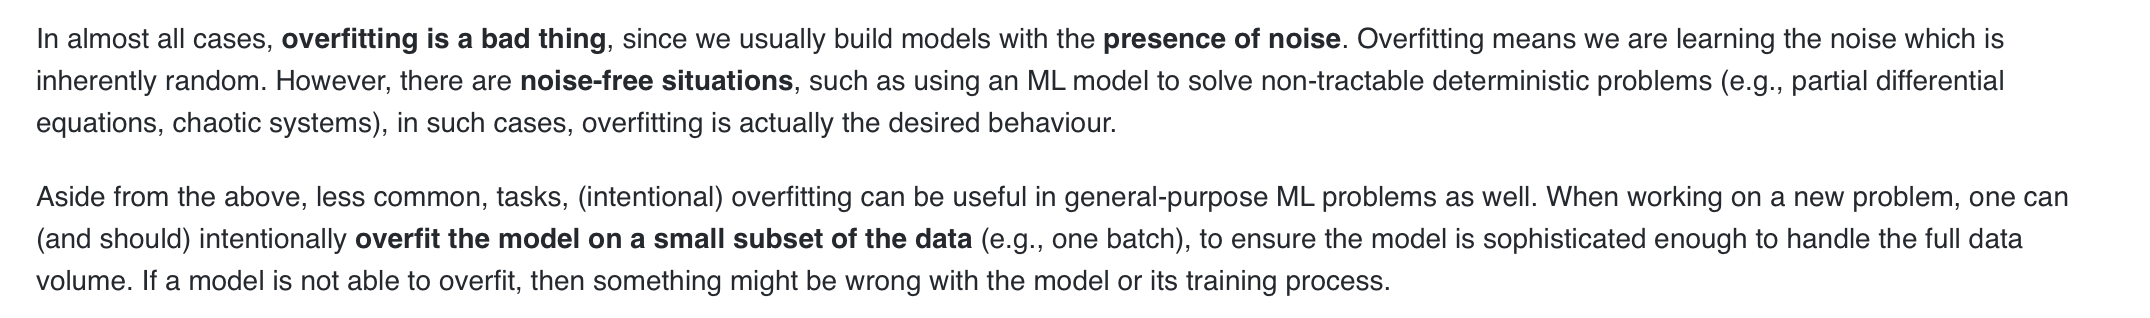 In almost all cases, overfitting is a bad thing, since we usually build models with the presence of noise. Overfitting means we are learning the noise which is
inherently random. However, there are noise-free situations, such as using an ML model to solve non-tractable deterministic problems (e.g., partial differential
equations, chaotic systems), in such cases, overfitting is actually the desired behaviour.
Aside from the above, less common, tasks, (intentional) overfitting can be useful in general-purpose ML problems as well. When working on a new problem, one can
(and should) intentionally overfit the model on a small subset of the data (e.g., one batch), to ensure the model is sophisticated enough to handle the full data
volume. If a model is not able to overfit, then something might be wrong with the model or its training process.